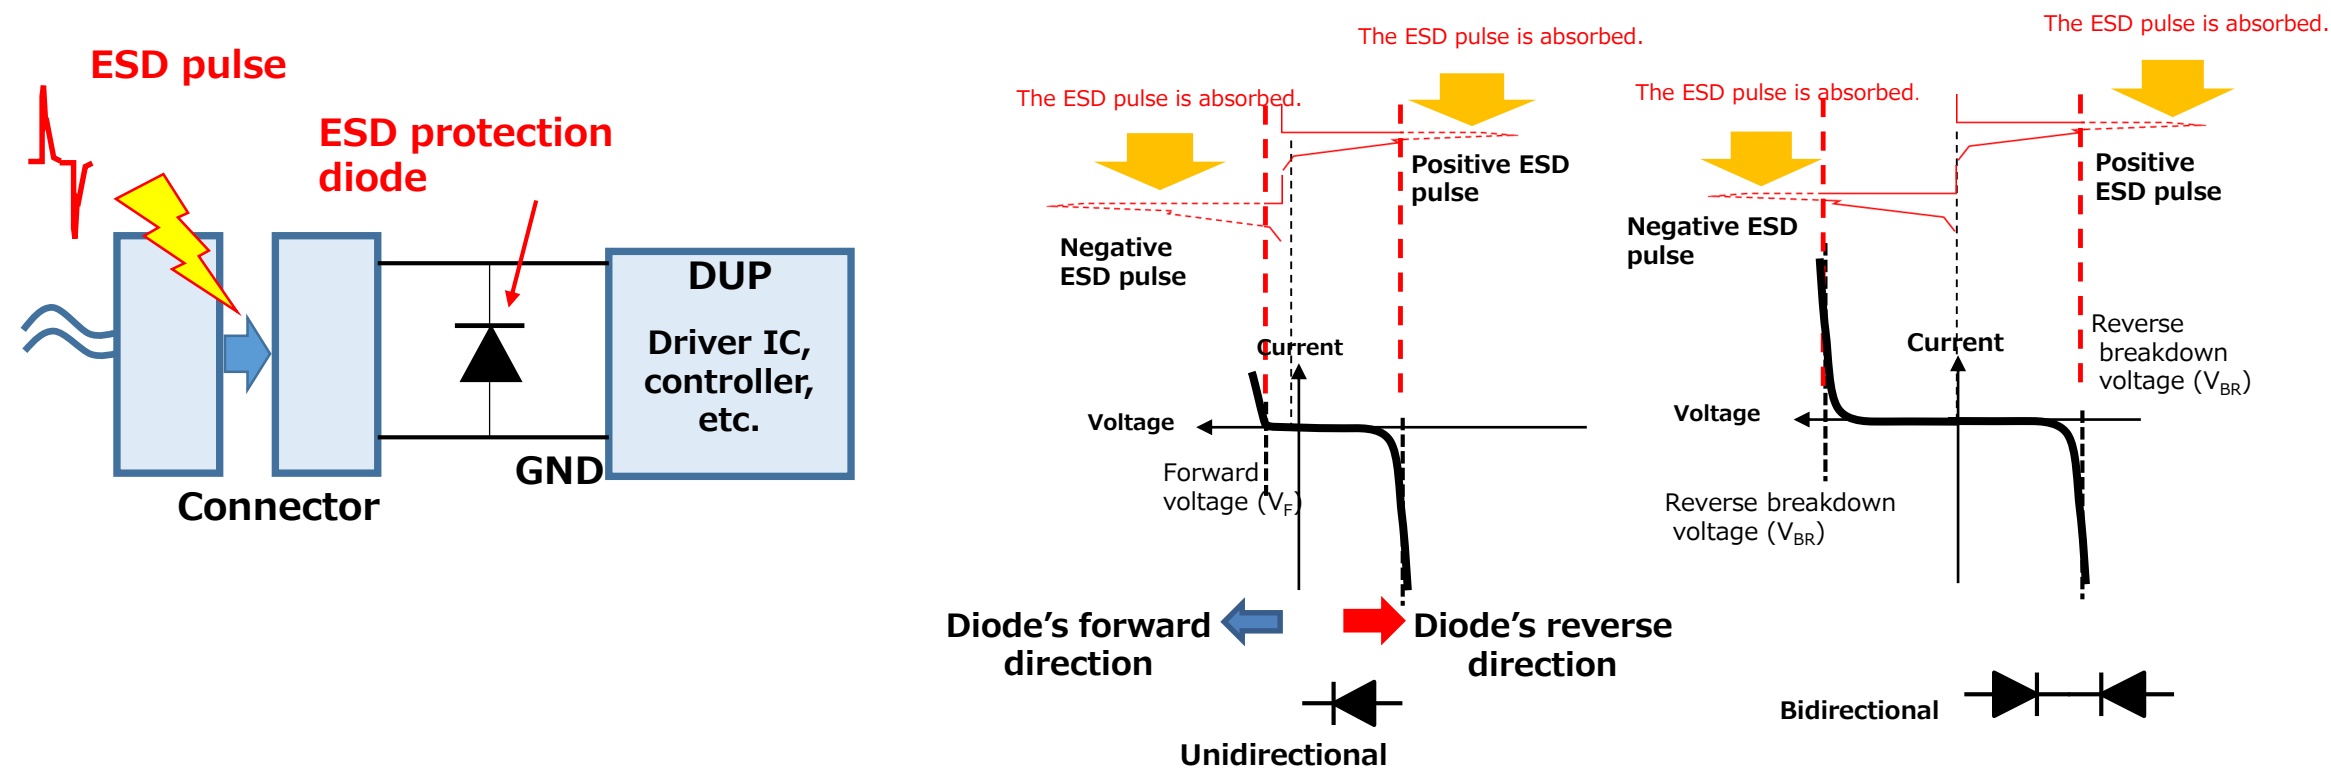 ESD pulse
ESD protection
diode
DUP
Driver IC,
controller,
etc.
GND
Connector
The ESD pulse is absorbed.
The ESD pulse is absorbed.
Positive ESD
pulse
Negative
ESD pulse
Current
Voltage
Forward
voltage (VF)
Diode’s forward
direction
Diode’s reverse
direction
Unidirectional
The ESD pulse is absorbed.
The ESD pulse is absorbed.
Positive
ESD pulse
Negative ESD
pulse
Reverse
breakdown
voltage (VBR)
Current
Voltage
Reverse breakdown
voltage (VBR)
Bidirectional